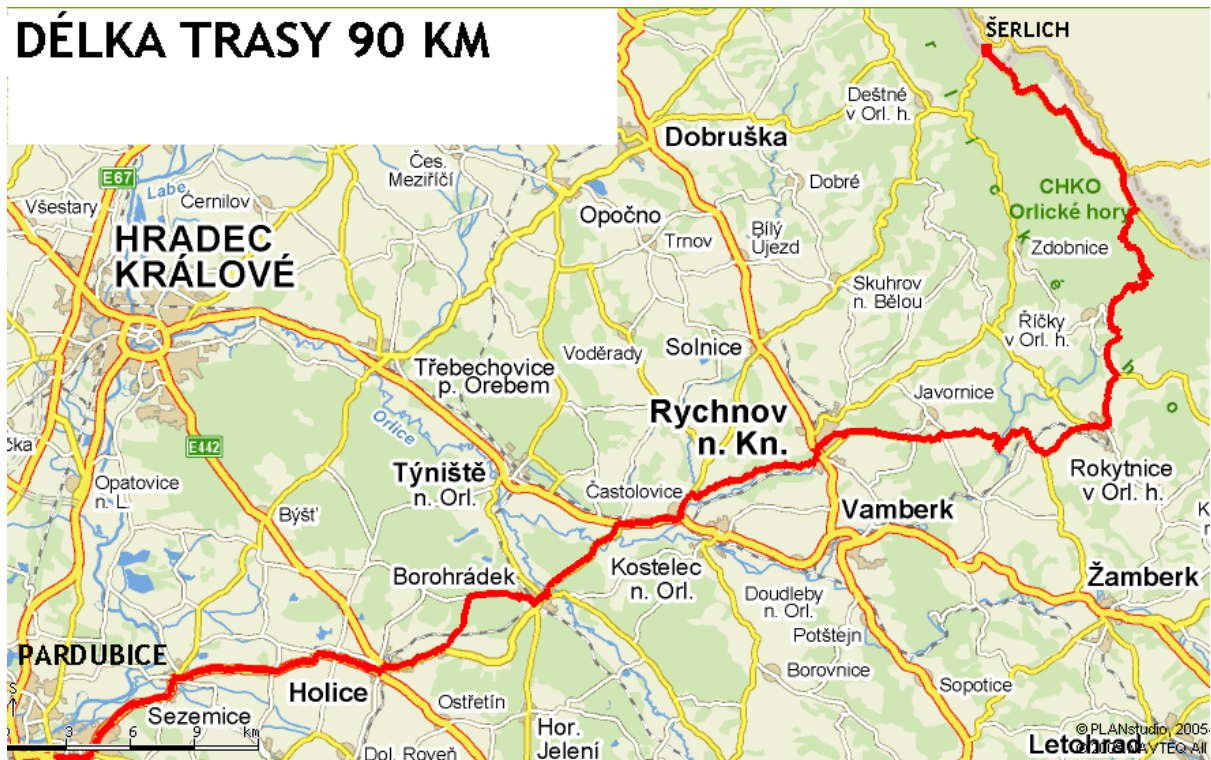 DÉLKA TRASY 90 KM
ŠERLICH
Deštné
v Orl. h.
Dobruška
Čes.
Meziříčí
E67
Labe
Všestary
Černilov
Dobré
CHKO
Orlické hory
Opočno
Trnov
Bílý
Újezd
Zdobnice
HRADEC
KRÁLOVÉ
Skuhrov
n. Bělou
Říčky
v Orl. h.
Třebechovice
p. Orebem
Voděrady
Solnice
Javornice
Orlice
Rychnov
n. Kn.
E442
Týniště
n. Orl.
Častolovice
Rokytnice
v Orl. h.
Opatovice
n. L.
Býšť
Vamberk
Borohrádek
Kostelec
n. Orl.
Doudleby
n. Orl.
Žamberk
Potštejn
PARDUBICE
Borovnice
Holice
Ostřetín
Sopotice
S
Sezemice
3 6 9 km
Hor.
Jelení
Dol. Roveň
Letohrad
© PLANstudio, 2005-